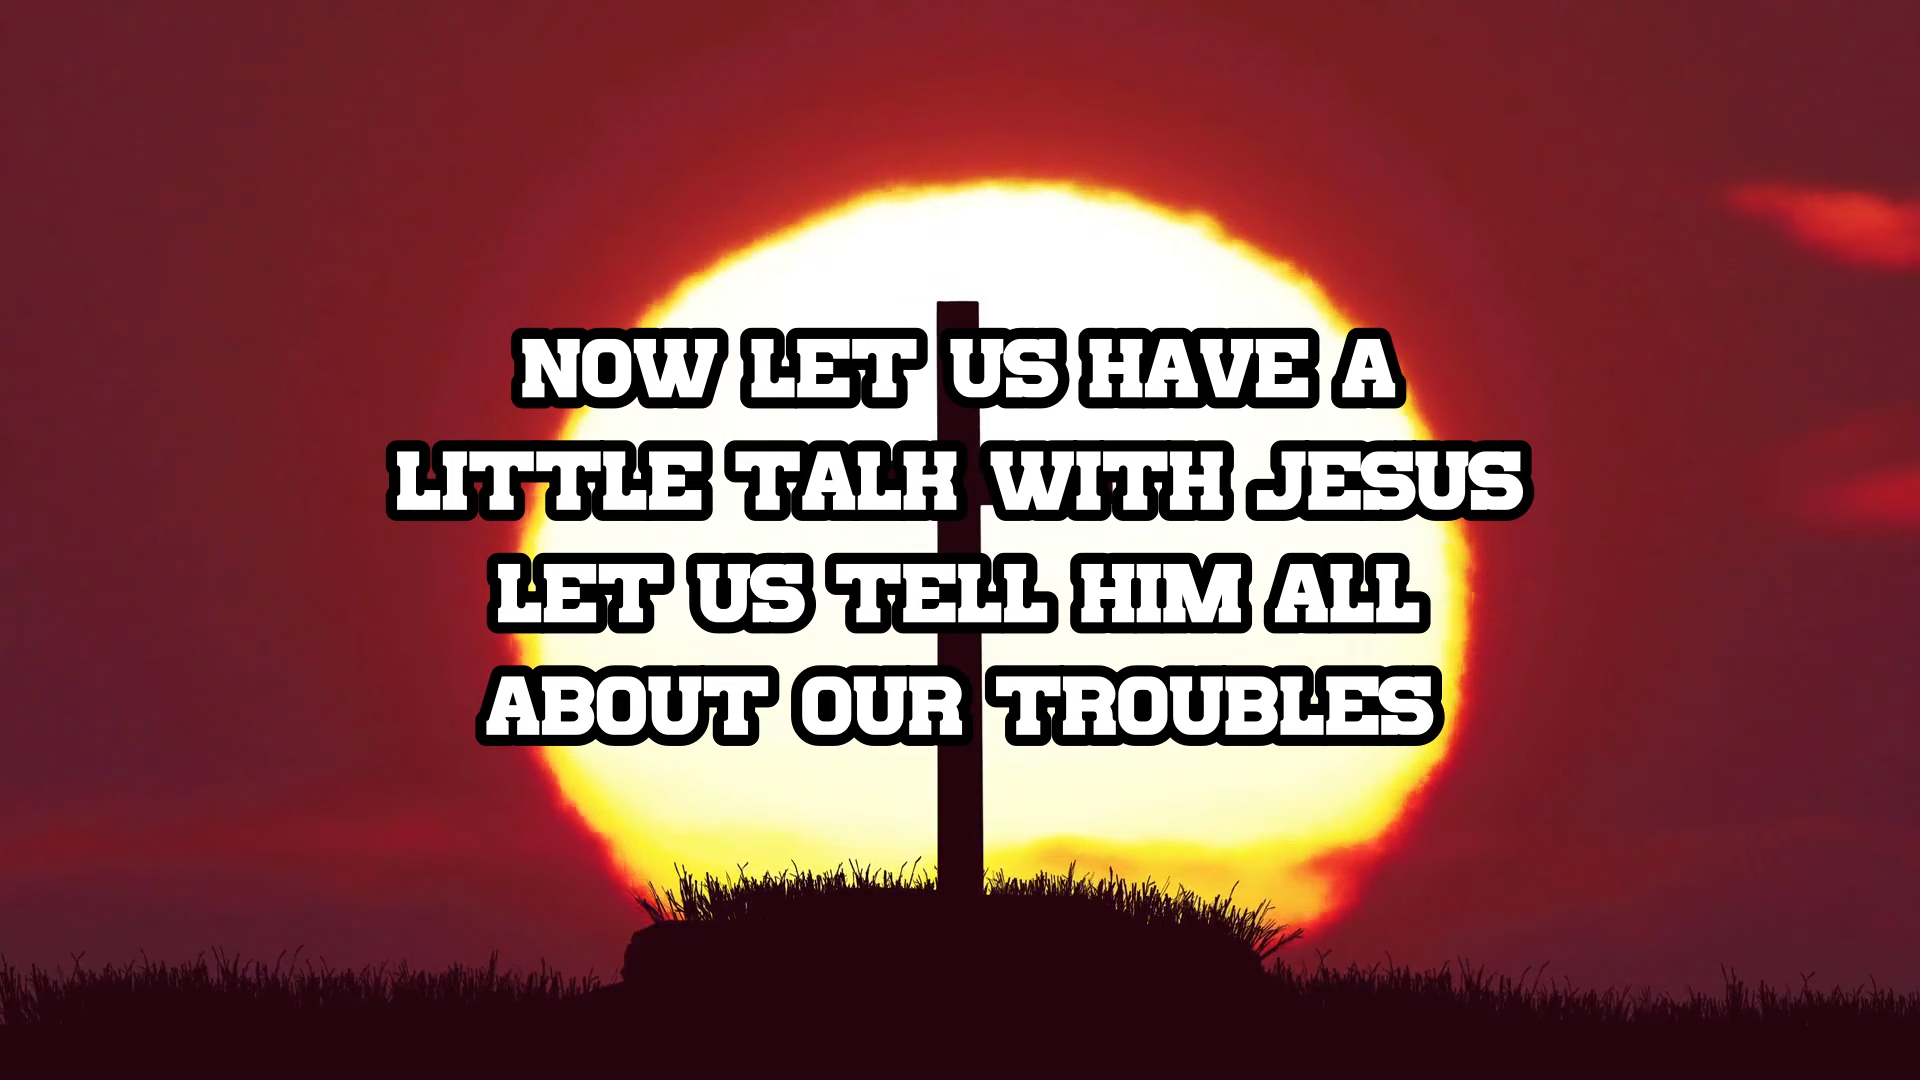 NOW LET US HAVE A
LITTLE TALK WITH JESUS
LET US TELL HIM ALL
ABOUT OUR TROUBLES